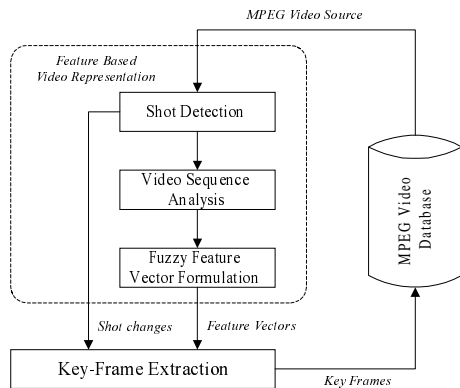 MPEG Video Source
Feature Based
Video Representation
Shot Detection
Video Sequence
Analysis
Fuzzy Feature
Vector Formulation
MPEG Video
Database
Shot changes
Feature Vectors
Key-Frame Extraction
Key Frames